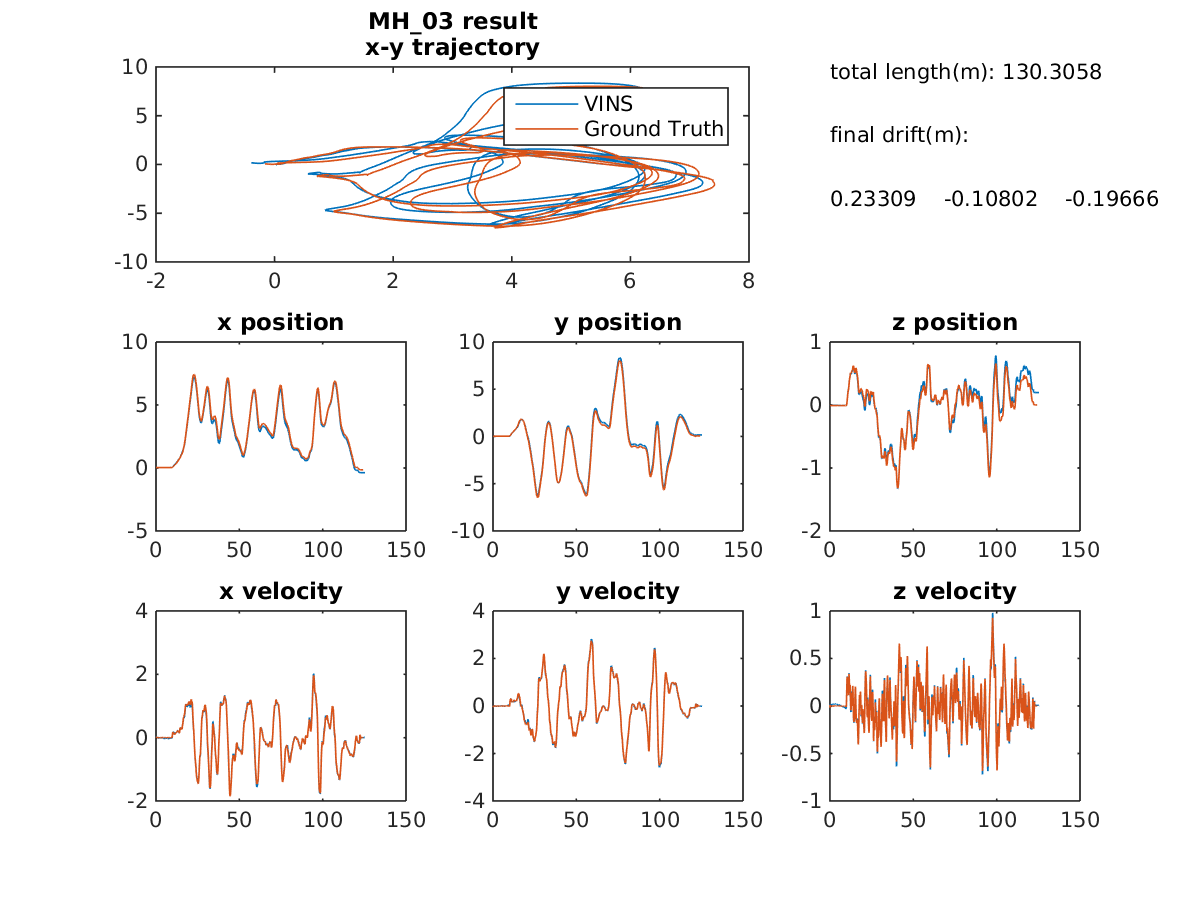 MH_03 result
x-y trajectory
10
5
0
-5
-10
-2 0 2 4 6 8
VINS
Ground Truth
total length(m): 130.3058
final drift(m):
0.23309 -0.10802 -0.19666
x position
10
5
0
-5
0 50 100 150
y position
10
5
0
-5
-10
0 50 100 150
z position
1
0
-1
-2
0 50 100 150
x velocity
4
2
0
-2
0 50 100 150
y velocity
4
2
0
-2
-4
0 50 100 150
z velocity
1
0.5
0
-0.5
-1
0 50 100 150